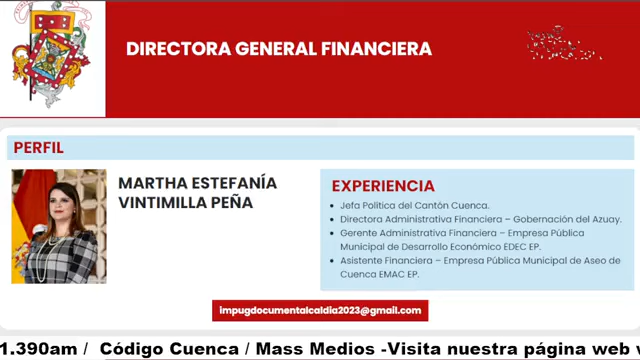 DIRECTORA GENERAL FINANCIERA
PERFIL
MARTHA ESTEFANÍA
VINTIMILLA PEÑA
EXPERIENCIA
• Jefa Política del Cantón Cuenca.
• Directora Administrativa Financiera – Gobernación del Azuay.
• Gerente Administrativa Financiera – Empresa Pública
Municipal de Desarrollo Económico EDEC EP.
• Asistente Financiera – Empresa Pública Municipal de Aseo de
Cuenca EMAC EP.
impugdocumentalcaldia2023@gmail.com
1.390am / Código Cuenca / Mass Medios -Visita nuestra página web